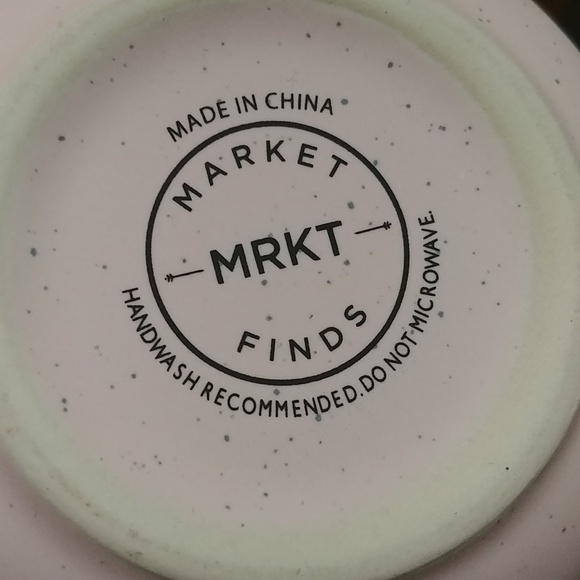 MADE IN CHINA
MARKET
MRKT
FINDS
HANDWASH RECOMMENDED. DO NOT MICROWAVE.